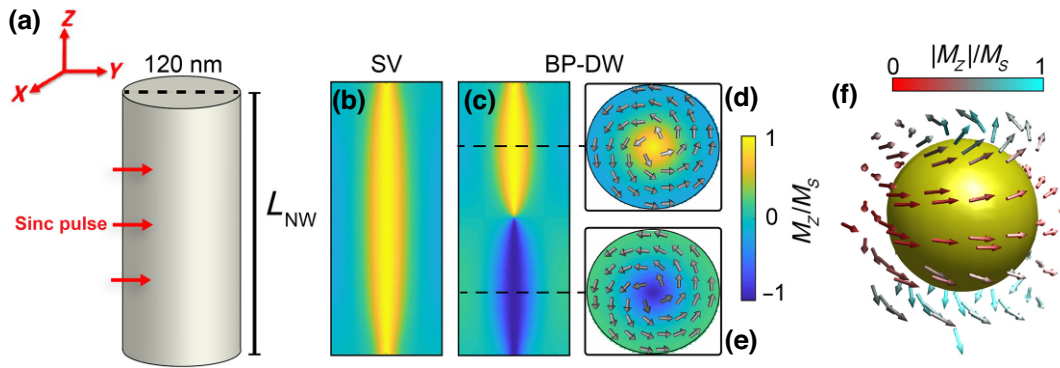 (a)
Z
Y
X
120 nm
Sinc pulse
L_NW
SV
BP-DW
(b)
(c)
(d)
(e)
1
0
−1
M_Z/M_S
(f)
|M_Z|/M_S
0
1